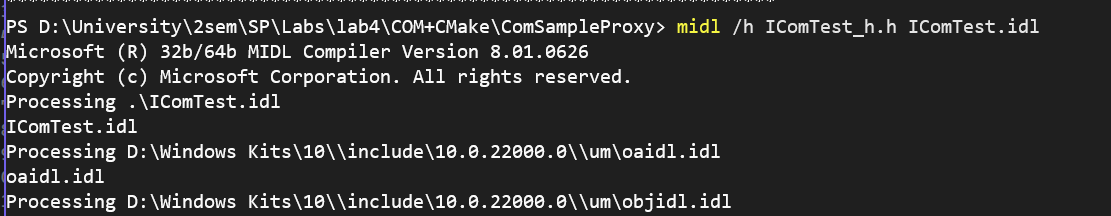 ******************************************************************************
PS D:\University\2sem\SP\Labs\lab4\COM+CMake\ComSampleProxy> midl /h IComTest_h.h IComTest.idl
Microsoft (R) 32b/64b MIDL Compiler Version 8.01.0626
Copyright (c) Microsoft Corporation. All rights reserved.
Processing .\IComTest.idl
IComTest.idl
Processing D:\Windows Kits\10\\include\10.0.22000.0\\um\oaidl.idl
oaidl.idl
Processing D:\Windows Kits\10\\include\10.0.22000.0\\um\objidl.idl